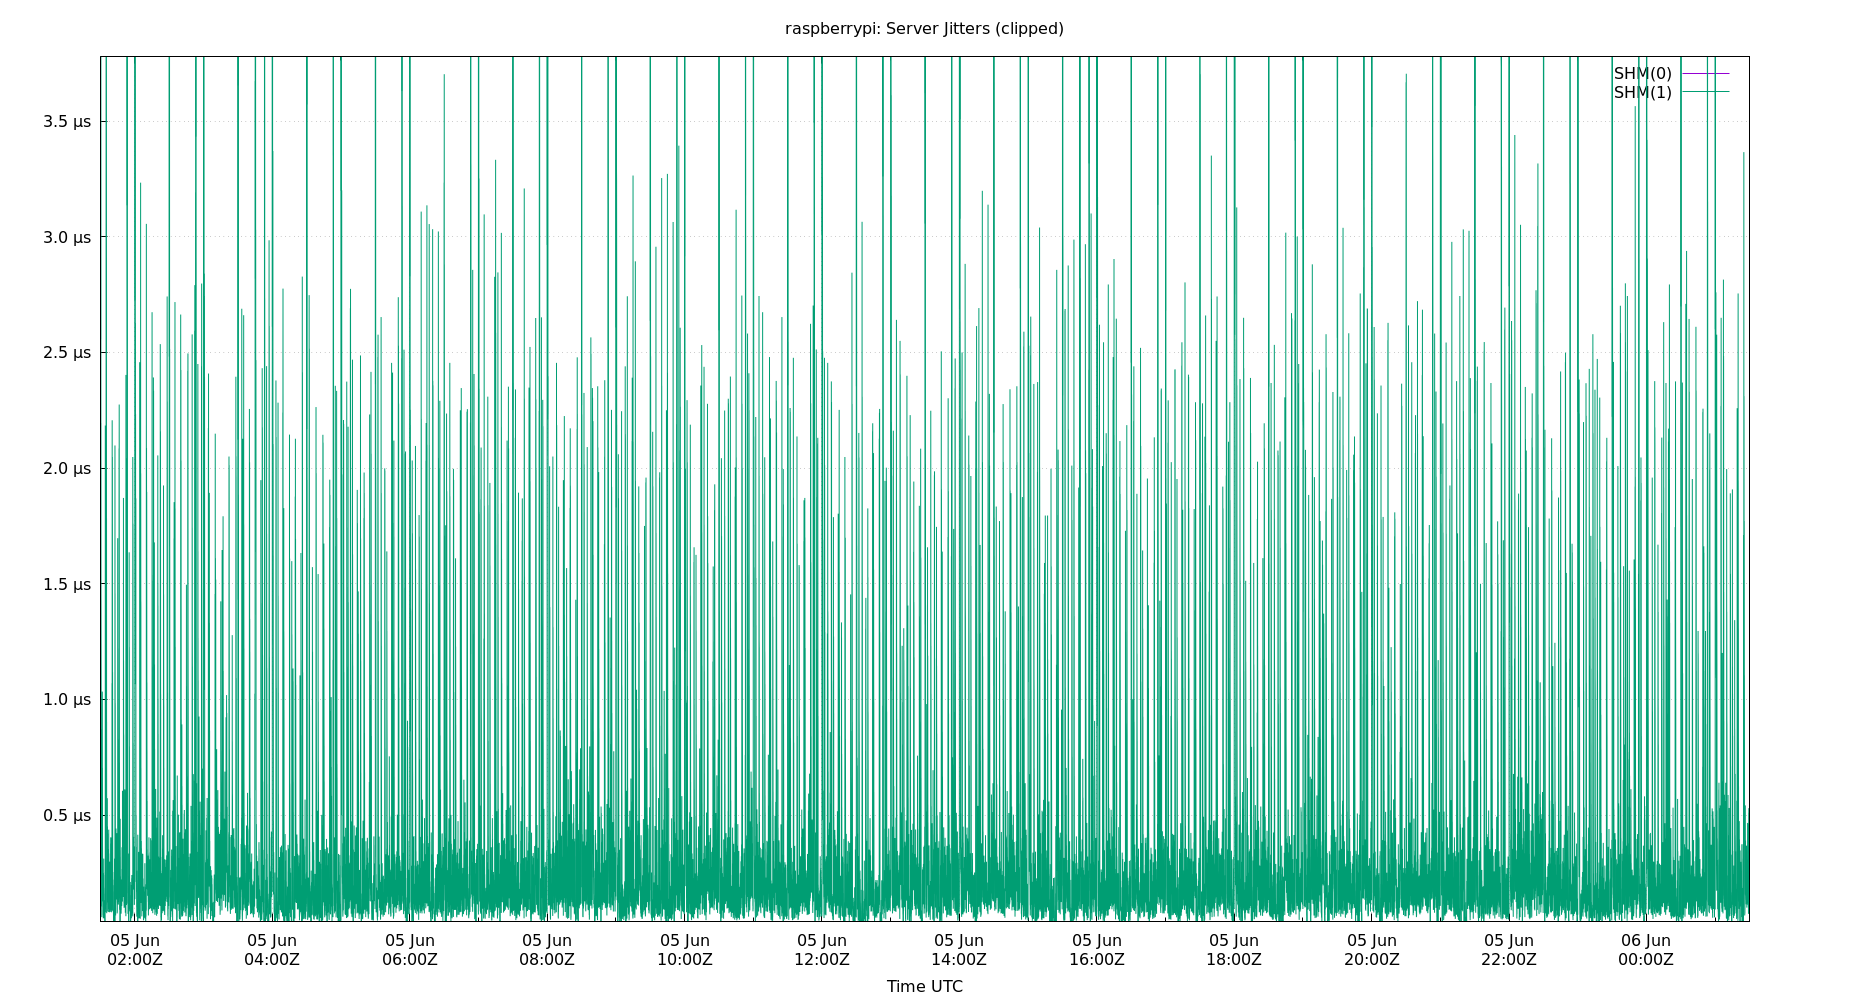 raspberrypi: Server Jitters (clipped)
SHM(0)
SHM(1)
3.5 µs
3.0 µs
2.5 µs
2.0 µs
1.5 µs
1.0 µs
0.5 µs
05 Jun 05 Jun 05 Jun 05 Jun 05 Jun 05 Jun 05 Jun 05 Jun 05 Jun 05 Jun 05 Jun 06 Jun
02:00Z 04:00Z 06:00Z 08:00Z 10:00Z 12:00Z 14:00Z 16:00Z 18:00Z 20:00Z 22:00Z 00:00Z
Time UTC